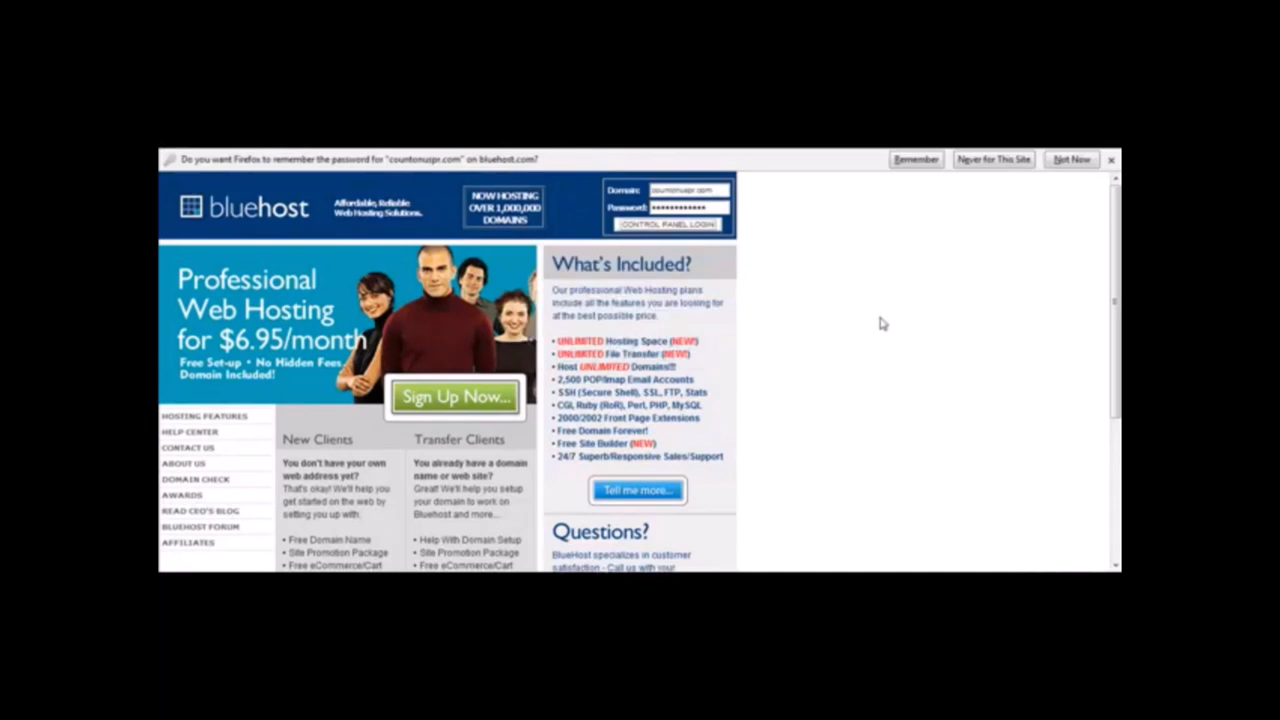 Do you want Firefox to remember the password for "countonuspr.com" on bluehost.com?
Remember
Never for This Site
Not Now
bluehost
Affordable, Reliable
Web Hosting Solutions.
NOW HOSTING
OVER 1,000,000
DOMAINS
Domain:
countonuspr.com
Password:
CONTROL PANEL LOGIN
Professional
Web Hosting
for $6.95/month
Free Set-up • No Hidden Fees
Domain Included!
Sign Up Now...
HOSTING FEATURES
HELP CENTER
CONTACT US
ABOUT US
DOMAIN CHECK
AWARDS
READ CEO'S BLOG
BLUEHOST FORUM
AFFILIATES
New Clients
You don't have your own
web address yet?
That's okay! We'll help you
get started on the web by
setting you up with.
• Free Domain Name
• Site Promotion Package
• Free eCommerce/Cart
Transfer Clients
You already have a domain
name or web site?
Great! We'll help you setup
your domain to work on
Bluehost and more...
• Help With Domain Setup
• Site Promotion Package
• Free eCommerce/Cart
What's Included?
Our professional Web Hosting plans
include all the features you are looking for
at the best possible price.
• UNLIMITED Hosting Space (NEW!)
• UNLIMITED File Transfer (NEW!)
• Host UNLIMITED Domains!!!
• 2,500 POP/Imap Email Accounts
• SSH (Secure Shell), SSL, FTP, Stats
• CGI, Ruby (RoR), Perl, PHP, MySQL
• 2000/2002 Front Page Extensions
• Free Domain Forever!
• Free Site Builder (NEW)
• 24/7 Superb/Responsive Sales/Support
Tell me more...
Questions?
BlueHost specializes in customer
satisfaction - Call us with your